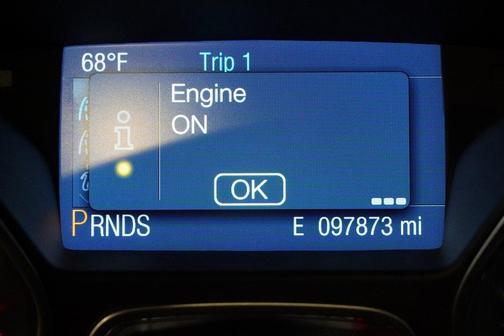 68°F Trip 1
Engine
ON
OK
PRNDS E 097873 mi